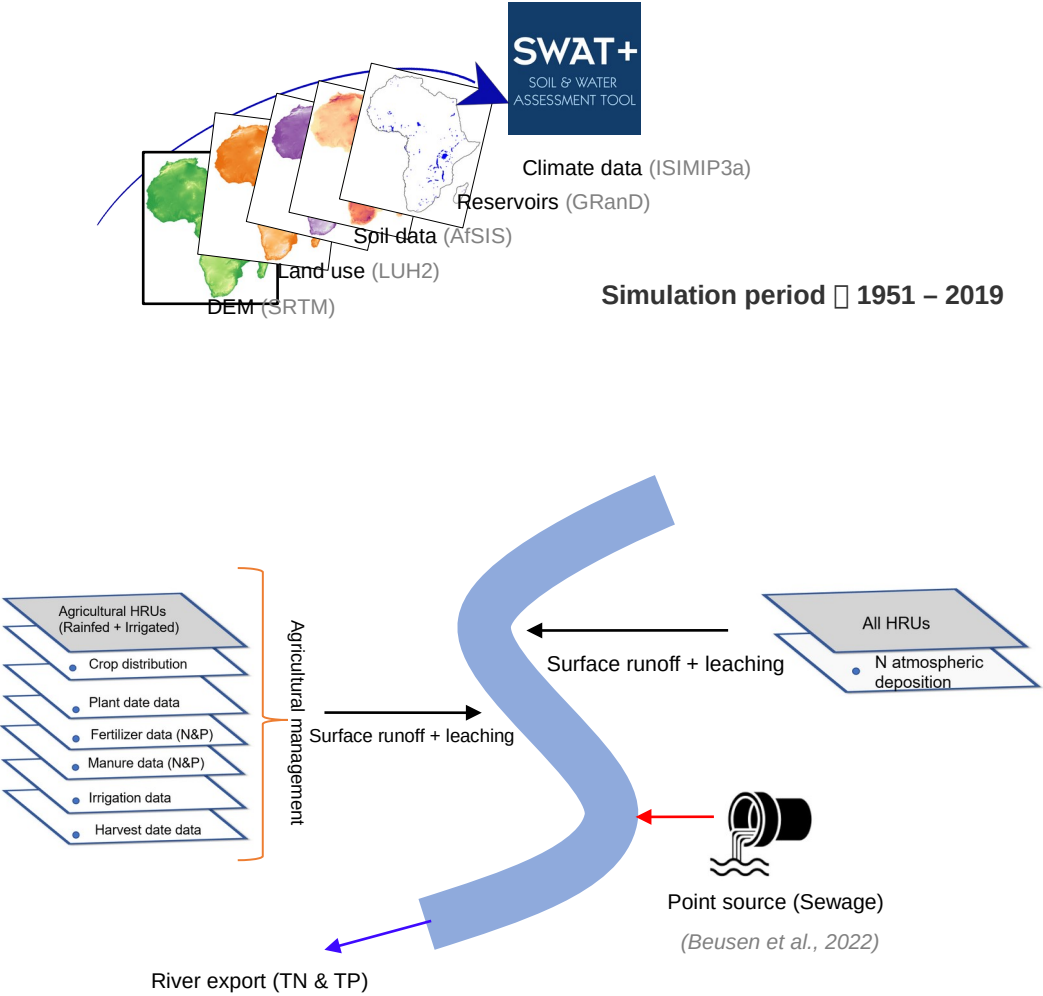 SWAT+
SOIL & WATER
ASSESSMENT TOOL
Climate data (ISIMIP3a)
Reservoirs (GRanD)
Soil data (AfSIS)
Land use (LUH2)
DEM (SRTM)
Simulation period 􀀀 1951 – 2019
Agricultural HRUs
(Rainfed + Irrigated)
Crop distribution
Plant date data
Fertilizer data (N&P)
Manure data (N&P)
Irrigation data
Harvest date data
Agricultural management
Surface runoff + leaching
Surface runoff + leaching
All HRUs
N atmospheric
deposition
Point source (Sewage)
(Beusen et al., 2022)
River export (TN & TP)